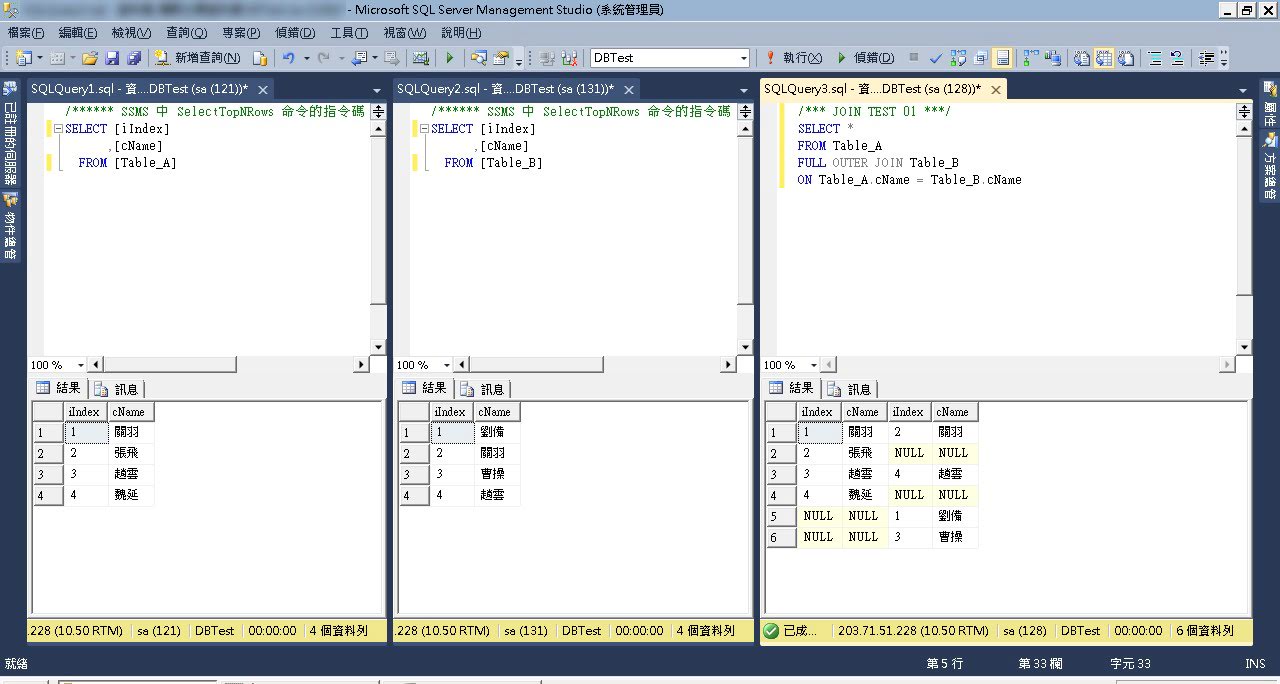 - Microsoft SQL Server Management Studio (系統管理員)
檔案(F) 編輯(E) 檢視(V) 查詢(Q) 專案(P) 偵錯(D) 工具(T) 視窗(W) 說明(H)
新增查詢(N) DBTest 執行(X) 偵錯(D)
已註冊的伺服器
物件總管
SQLQuery1.sql - 資...DBTest (sa (121))*
/****** SSMS 中 SelectTopNRows 命令的指令碼
SELECT [iIndex]
,[cName]
FROM [Table_A]
100 %
結果 訊息
iIndex cName
1 1 關羽
2 2 張飛
3 3 趙雲
4 4 魏延
.228 (10.50 RTM) sa (121) DBTest 00:00:00 4 個資料列
SQLQuery2.sql - 資...DBTest (sa (131))*
/****** SSMS 中 SelectTopNRows 命令的指令碼
SELECT [iIndex]
,[cName]
FROM [Table_B]
100 %
結果 訊息
iIndex cName
1 1 劉備
2 2 關羽
3 3 曹操
4 4 趙雲
.228 (10.50 RTM) sa (131) DBTest 00:00:00 4 個資料列
SQLQuery3.sql - 資...DBTest (sa (128))*
/*** JOIN TEST 01 ***/
SELECT *
FROM Table_A
FULL OUTER JOIN Table_B
ON Table_A.cName = Table_B.cName
100 %
結果 訊息
iIndex cName iIndex cName
1 1 關羽 2 關羽
2 2 張飛 NULL NULL
3 3 趙雲 4 趙雲
4 4 魏延 NULL NULL
5 NULL NULL 1 劉備
6 NULL NULL 3 曹操
已成... 203.71.51.228 (10.50 RTM) sa (128) DBTest 00:00:00 6 個資料列
屬性
方案總管
就緒 第 5 行 第 33 欄 字元 33 INS